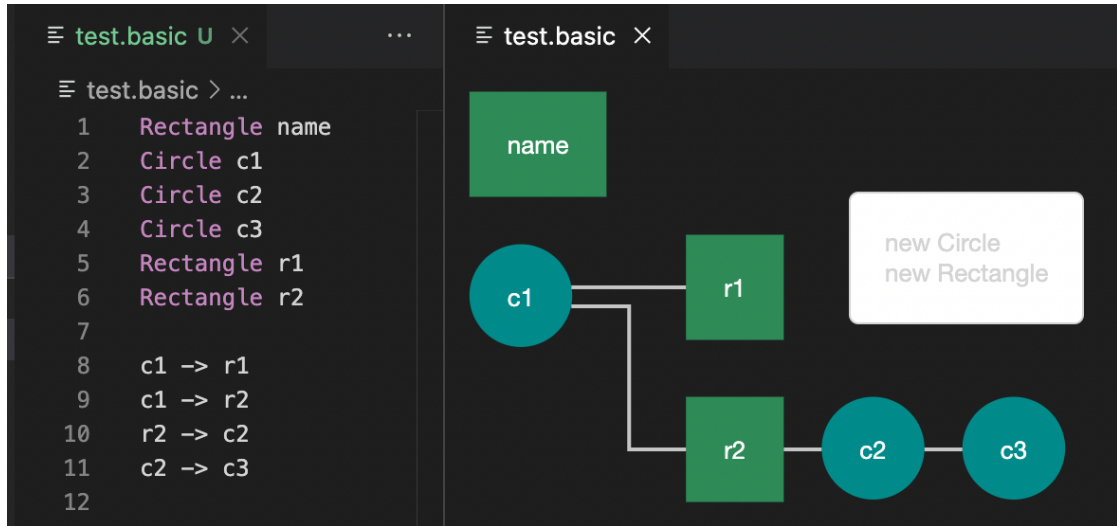 test.basic U
...
test.basic > ...
1 Rectangle name
2 Circle c1
3 Circle c2
4 Circle c3
5 Rectangle r1
6 Rectangle r2
7
8 c1 -> r1
9 c1 -> r2
10 r2 -> c2
11 c2 -> c3
12
test.basic
name
c1
r1
new Circle
new Rectangle
r2
c2
c3